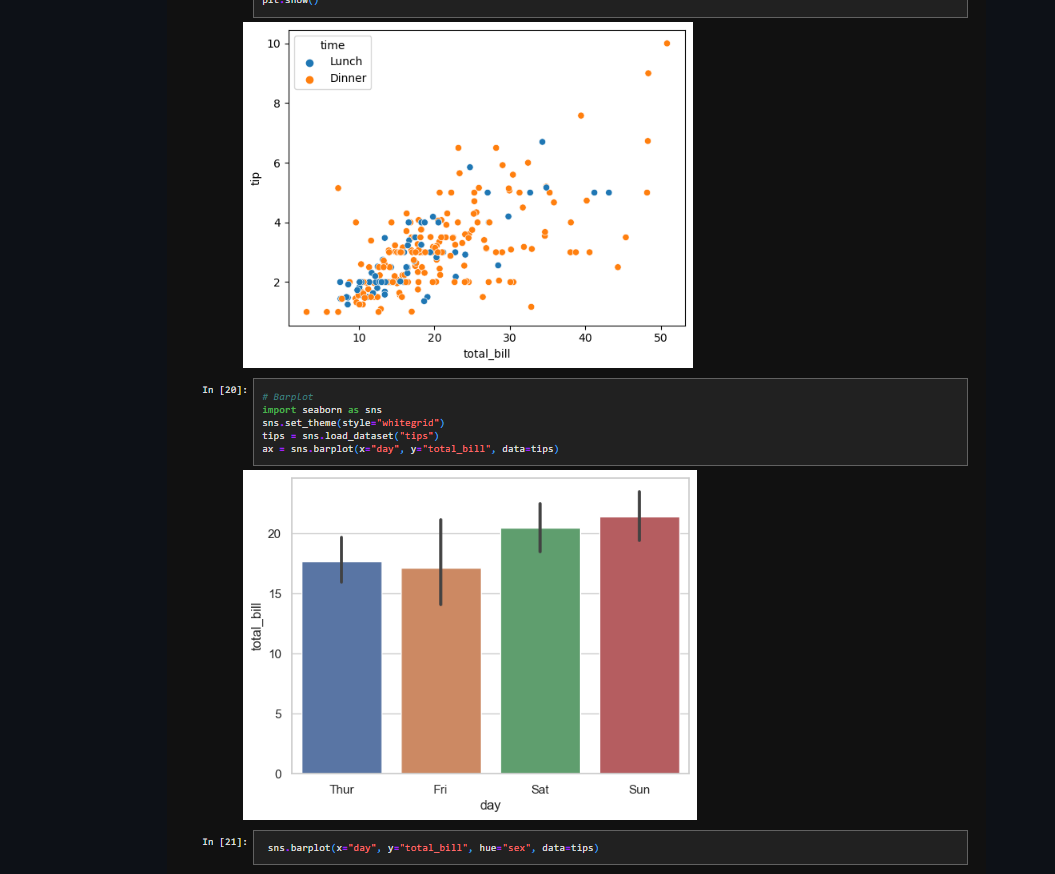 plt.show()
10
8
6
4
2
tip
time
Lunch
Dinner
10 20 30 40 50
total_bill
In [20]:
# Barplot
import seaborn as sns
sns.set_theme(style="whitegrid")
tips = sns.load_dataset("tips")
ax = sns.barplot(x="day", y="total_bill", data=tips)
20
15
10
5
0
total_bill
Thur Fri Sat Sun
day
In [21]:
sns.barplot(x="day", y="total_bill", hue="sex", data=tips)